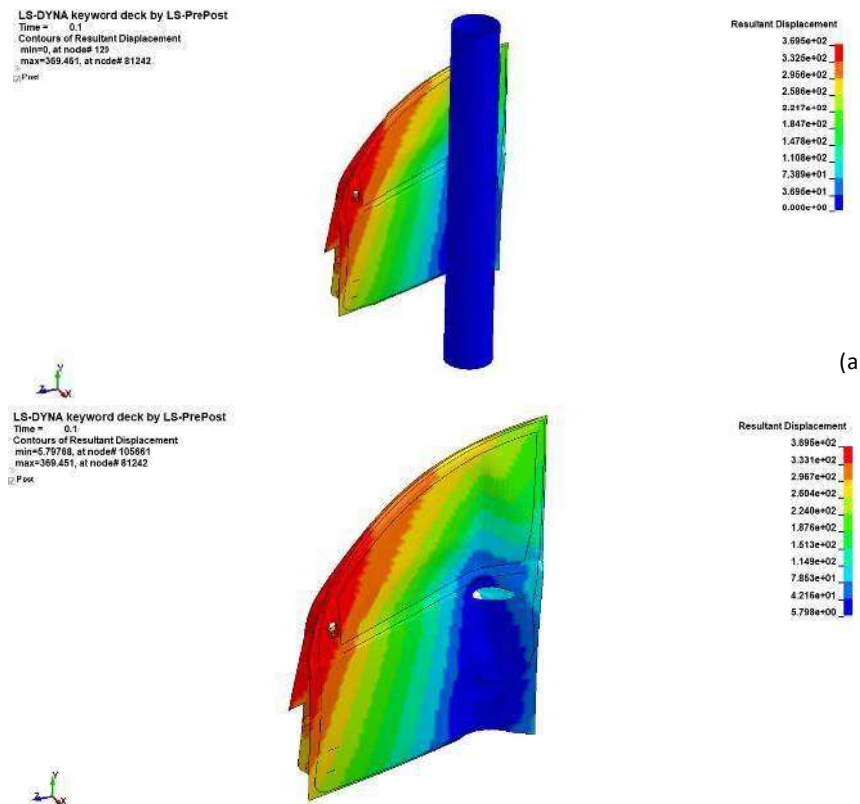 LS-DYNA keyword deck by LS-PrePost
Time = 0.1
Contours of Resultant Displacement
min=0, at node# 120
max=369.451, at node# 81242
Post
Resultant Displacement
3.695e+02
3.325e+02
2.956e+02
2.586e+02
2.217e+02
1.847e+02
1.478e+02
1.108e+02
7.389e+01
3.695e+01
0.000e+00
Y
Z
X
(a
LS-DYNA keyword deck by LS-PrePost
Time = 0.1
Contours of Resultant Displacement
min=5.79768, at node# 105661
max=369.451, at node# 81242
Post
Resultant Displacement
3.695e+02
3.331e+02
2.967e+02
2.604e+02
2.240e+02
1.876e+02
1.513e+02
1.149e+02
7.853e+01
4.216e+01
5.798e+00
Y
Z
X